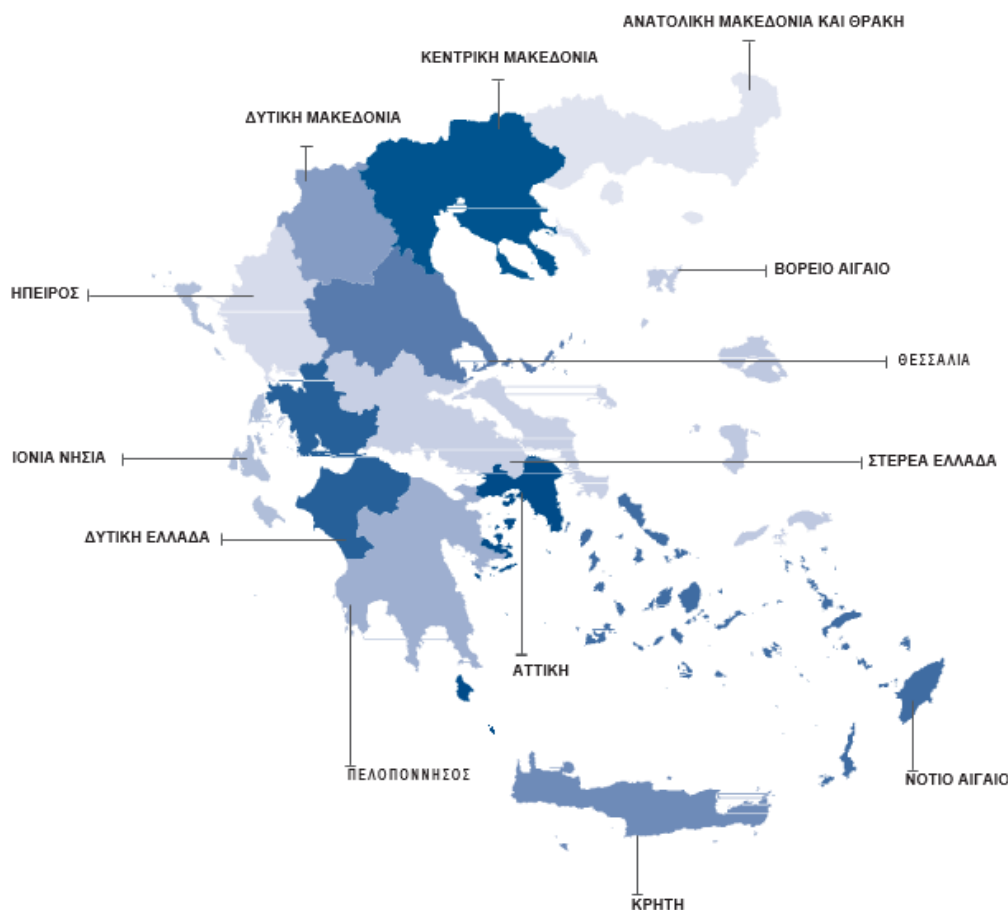 ΑΝΑΤΟΛΙΚΗ ΜΑΚΕΔΟΝΙΑ ΚΑΙ ΘΡΑΚΗ
ΚΕΝΤΡΙΚΗ ΜΑΚΕΔΟΝΙΑ
ΔΥΤΙΚΗ ΜΑΚΕΔΟΝΙΑ
ΒΟΡΕΙΟ ΑΙΓΑΙΟ
ΗΠΕΙΡΟΣ
ΘΕΣΣΑΛΙΑ
ΙΟΝΙΑ ΝΗΣΙΑ
ΣΤΕΡΕΑ ΕΛΛΑΔΑ
ΔΥΤΙΚΗ ΕΛΛΑΔΑ
ΑΤΤΙΚΗ
ΠΕΛΟΠΟΝΝΗΣΟΣ
ΝΟΤΙΟ ΑΙΓΑΙΟ
ΚΡΗΤΗ